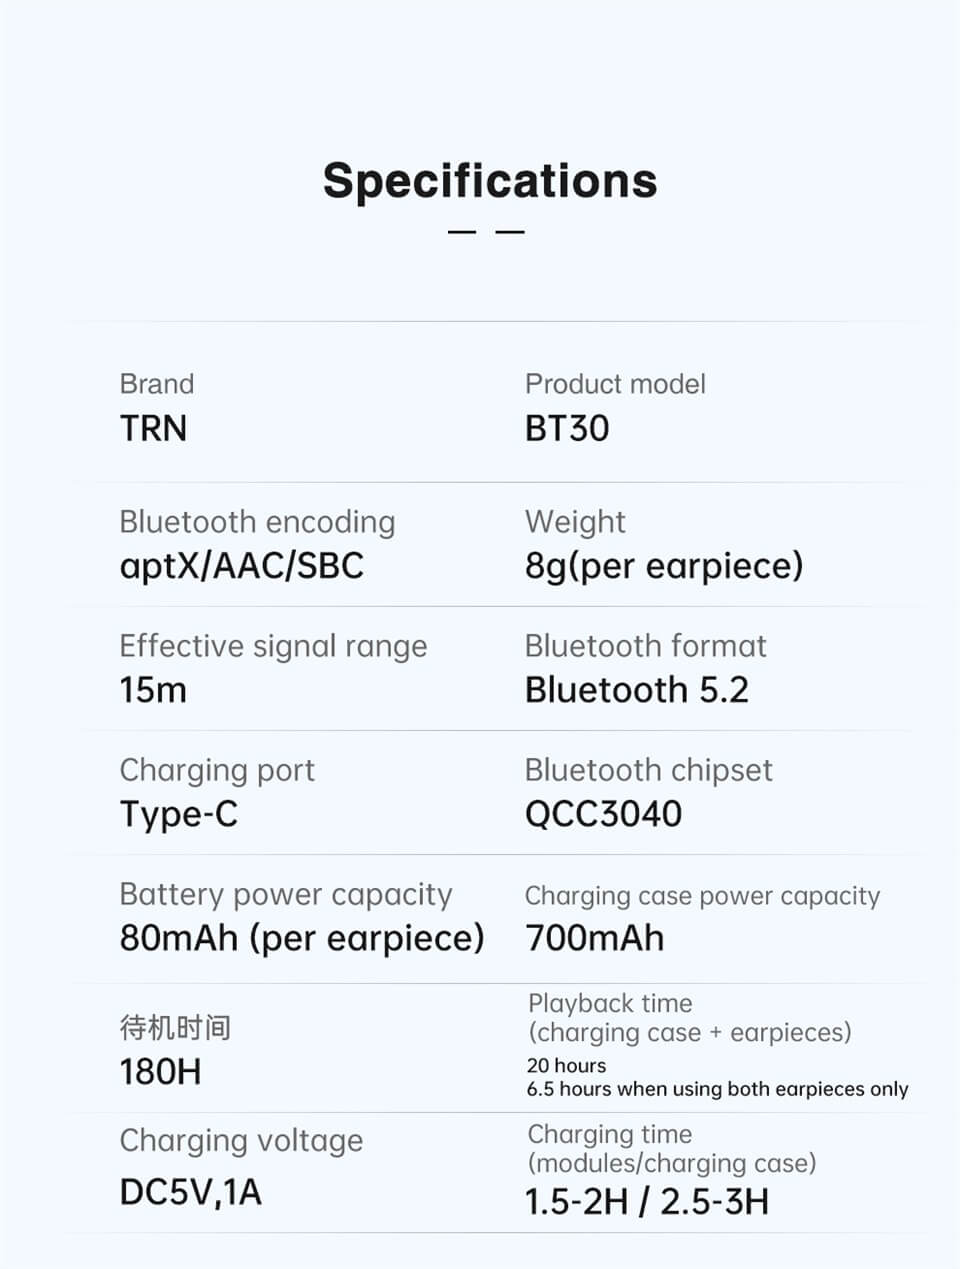 Specifications
Brand
TRN
Product model
BT30
Bluetooth encoding
aptX/AAC/SBC
Weight
8g(per earpiece)
Effective signal range
15m
Bluetooth format
Bluetooth 5.2
Charging port
Type-C
Bluetooth chipset
QCC3040
Battery power capacity
80mAh (per earpiece)
Charging case power capacity
700mAh
待机时间
180H
Playback time
(charging case + earpieces)
20 hours
6.5 hours when using both earpieces only
Charging voltage
DC5V,1A
Charging time
(modules/charging case)
1.5-2H / 2.5-3H